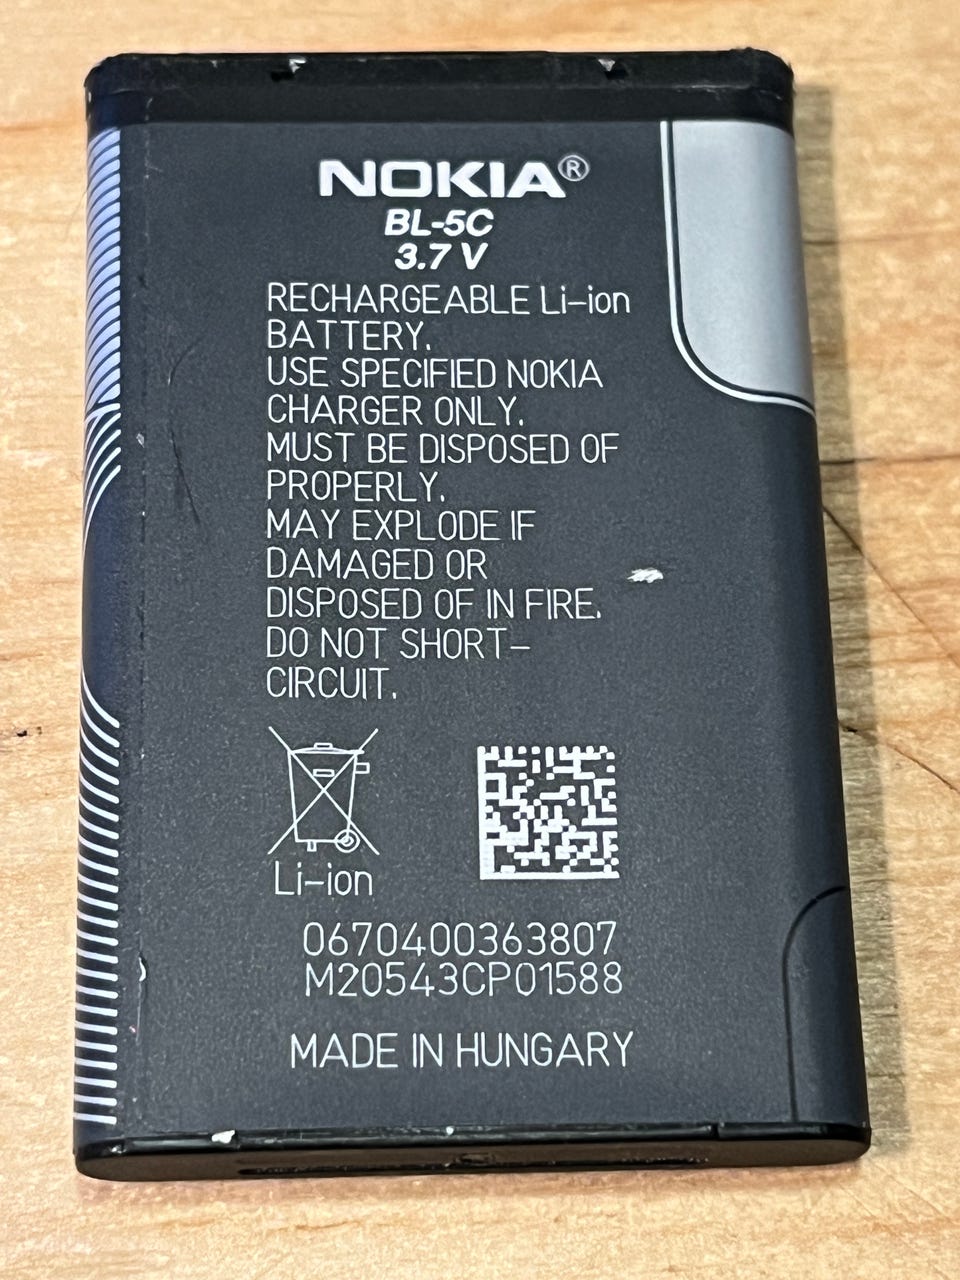 NOKIA®
BL-5C
3.7 V
RECHARGEABLE Li-ion
BATTERY.
USE SPECIFIED NOKIA
CHARGER ONLY.
MUST BE DISPOSED OF
PROPERLY.
MAY EXPLODE IF
DAMAGED OR
DISPOSED OF IN FIRE.
DO NOT SHORT-
CIRCUIT.
Li-ion
0670400363807
M20543CP01588
MADE IN HUNGARY